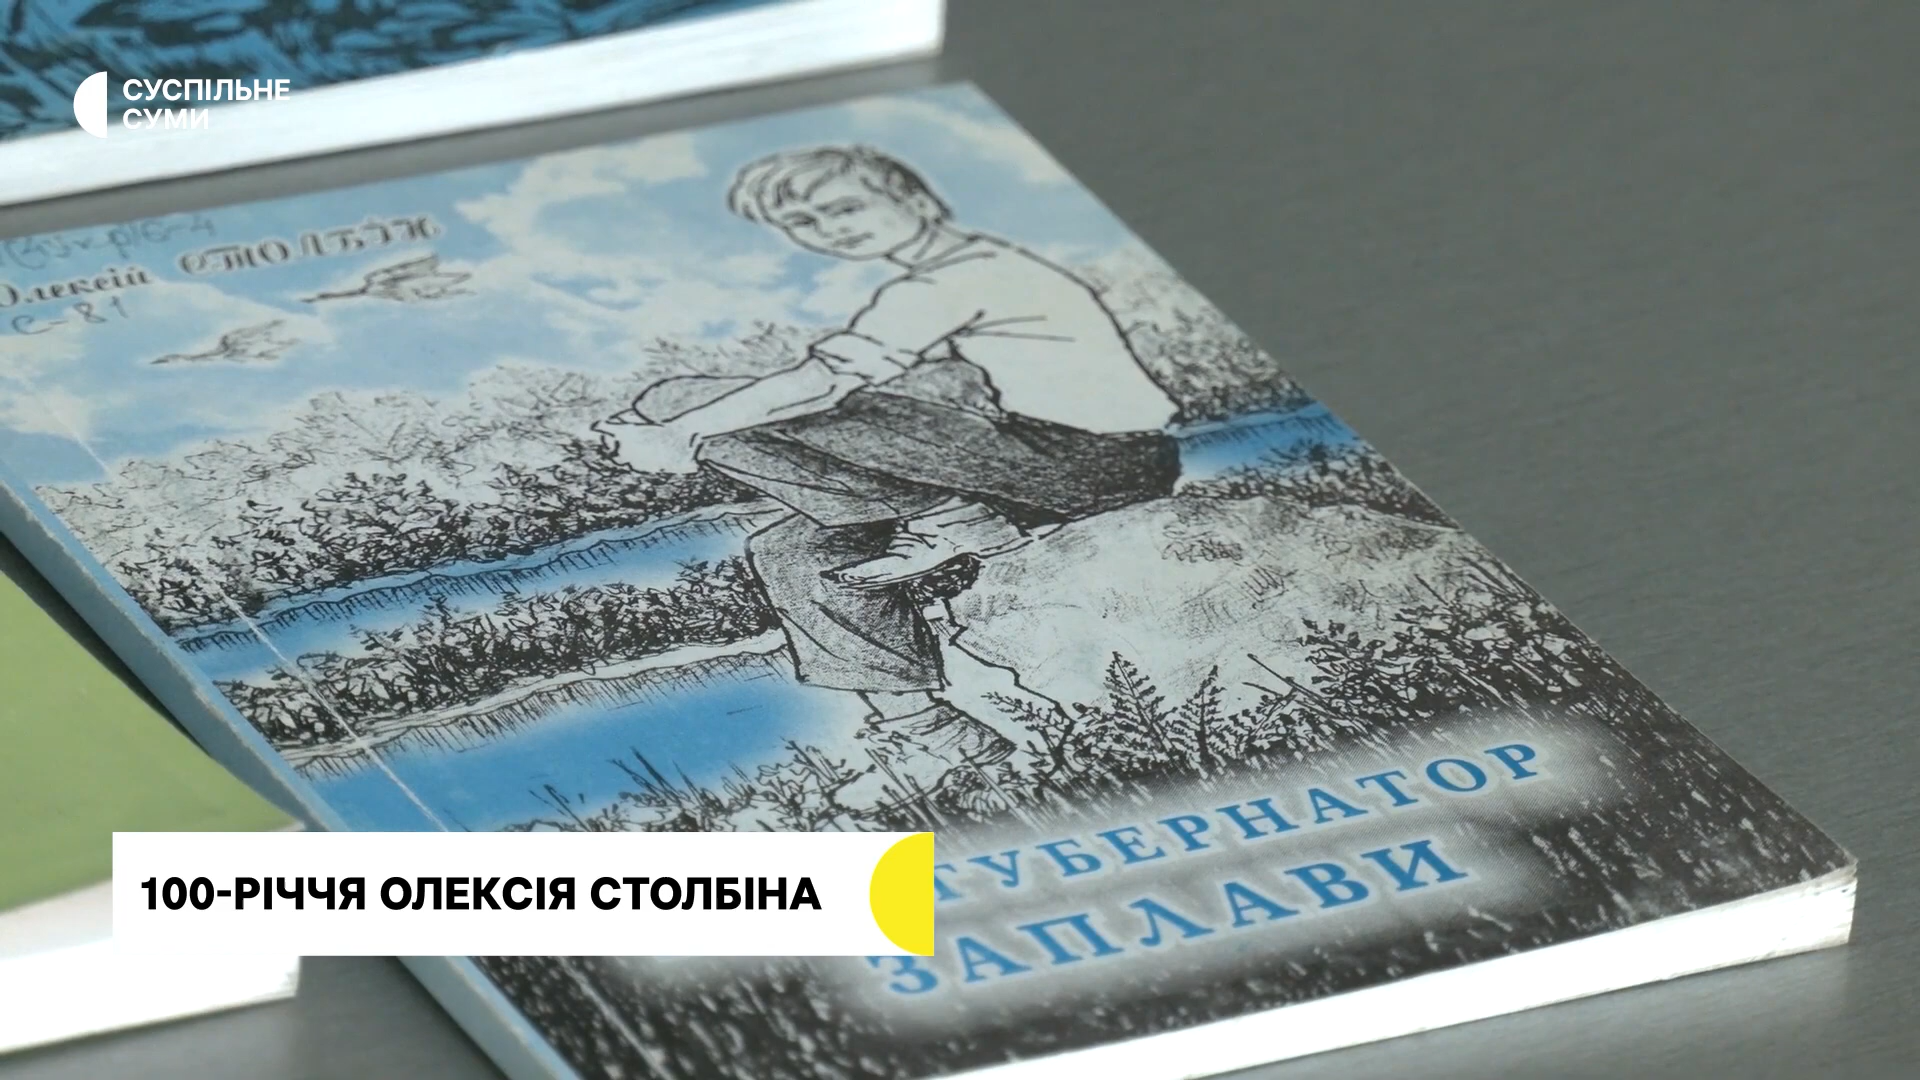 СУСПІЛЬНЕ
СУМИ
Олексій СТОЛБІН
С-81
100-РІЧЧЯ ОЛЕКСІЯ СТОЛБІНА
ГУБЕРНАТОР
ЗАПЛАВИ